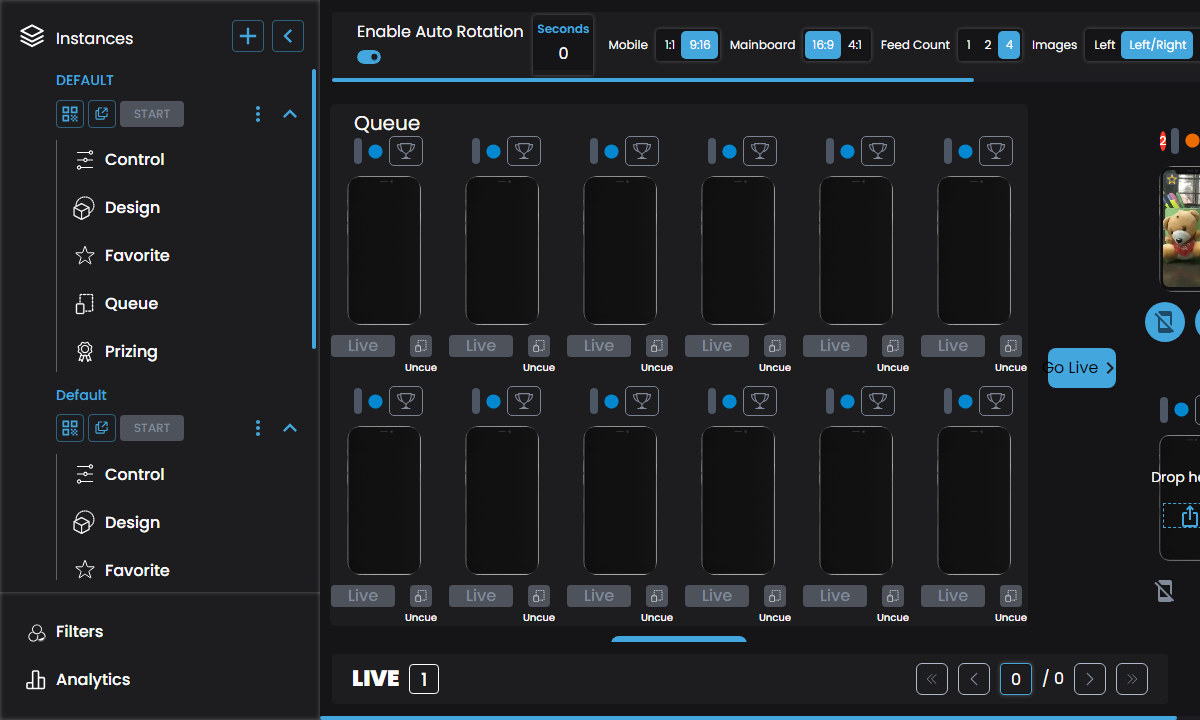 Instances
DEFAULT
START
Control
Design
Favorite
Queue
Prizing
Default
START
Control
Design
Favorite
Filters
Analytics
Enable Auto Rotation
Seconds
0
Mobile 1:1 9:16 Mainboard 16:9 4:1 Feed Count 1 2 4 Images Left Left/Right
Queue
2
Live Live Live Live Live Live
Uncue Uncue Uncue Uncue Uncue Uncue
Go Live
Drop he
Live Live Live Live Live Live
Uncue Uncue Uncue Uncue Uncue Uncue
LIVE 1
0 / 0